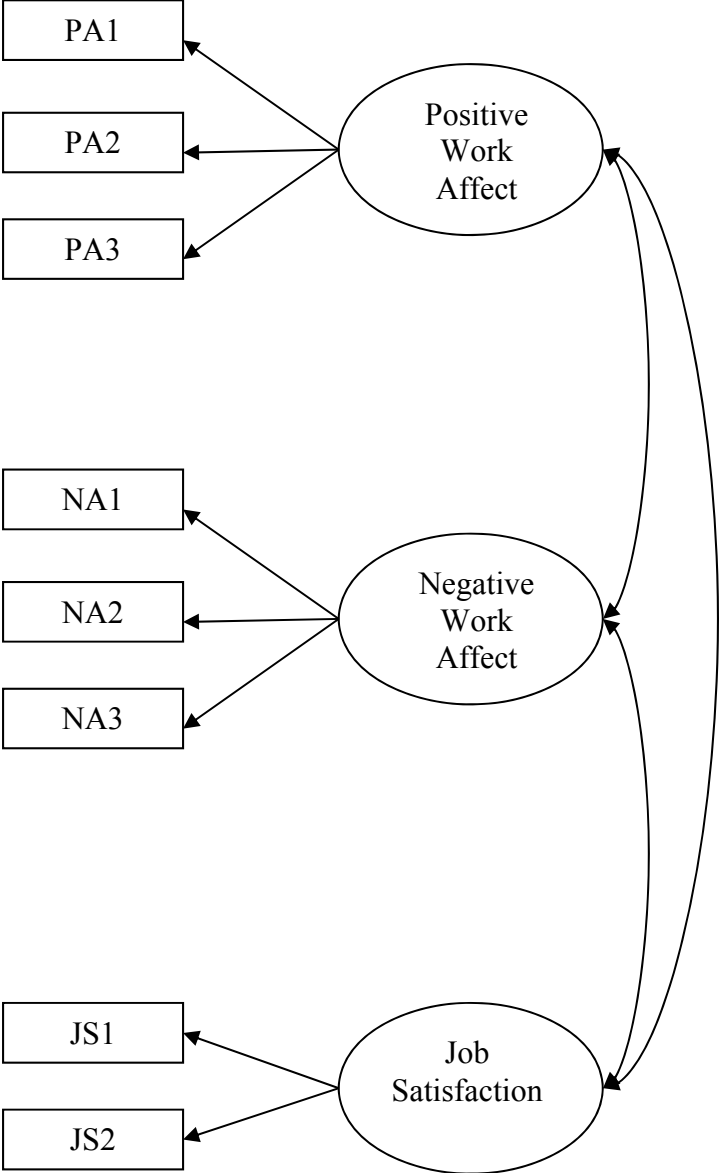 PA1
PA2
PA3
Positive
Work
Affect
NA1
NA2
NA3
Negative
Work
Affect
JS1
JS2
Job
Satisfaction